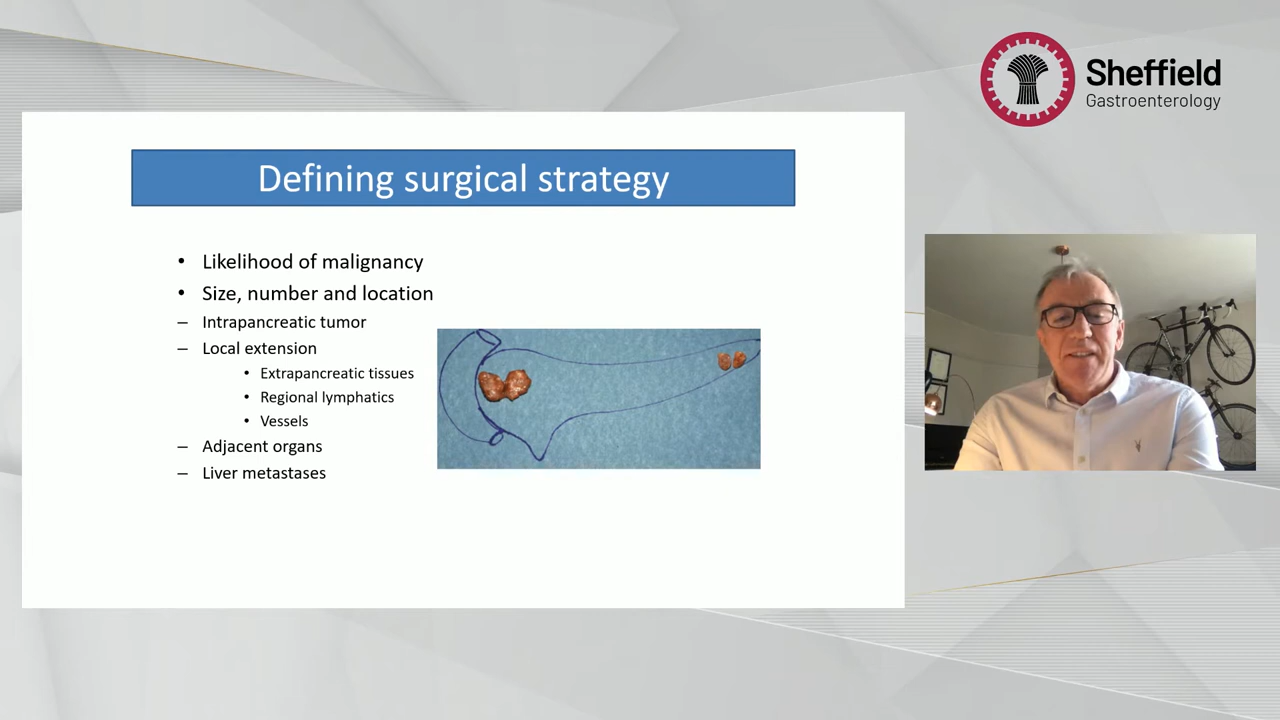 Sheffield
Gastroenterology
Defining surgical strategy
• Likelihood of malignancy
• Size, number and location
– Intrapancreatic tumor
– Local extension
• Extrapancreatic tissues
• Regional lymphatics
• Vessels
– Adjacent organs
– Liver metastases